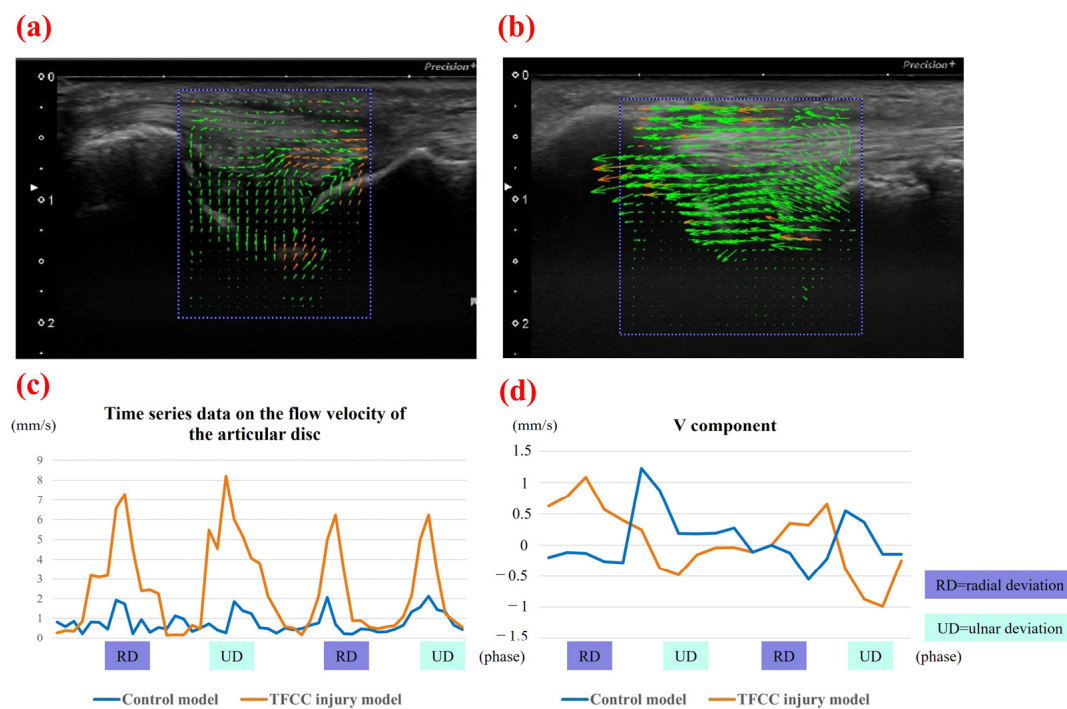 (a)
(b)
Precision+
0
1
2
Precision+
0
1
2
(c)
(d)
(mm/s)
Time series data on the flow velocity of
the articular disc
9
8
7
6
5
4
3
2
1
0
RD
UD
RD
UD
(phase)
Control model
TFCC injury model
(mm/s)
V component
1.5
1
0.5
0
−0.5
−1
−1.5
RD
UD
RD
UD
(phase)
Control model
TFCC injury model
RD=radial deviation
UD=ulnar deviation